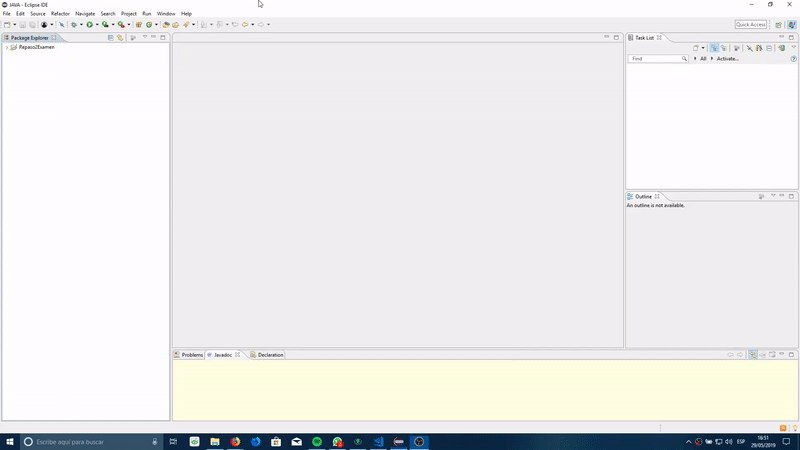 JAVA - Eclipse IDE
File Edit Source Refactor Navigate Search Project Run Window Help
Quick Access
Package Explorer
Repaso2Examen
Task List
Find All Activate...
Outline
An outline is not available.
Problems Javadoc Declaration
Escribe aquí para buscar
ESP
16:51
29/05/2019